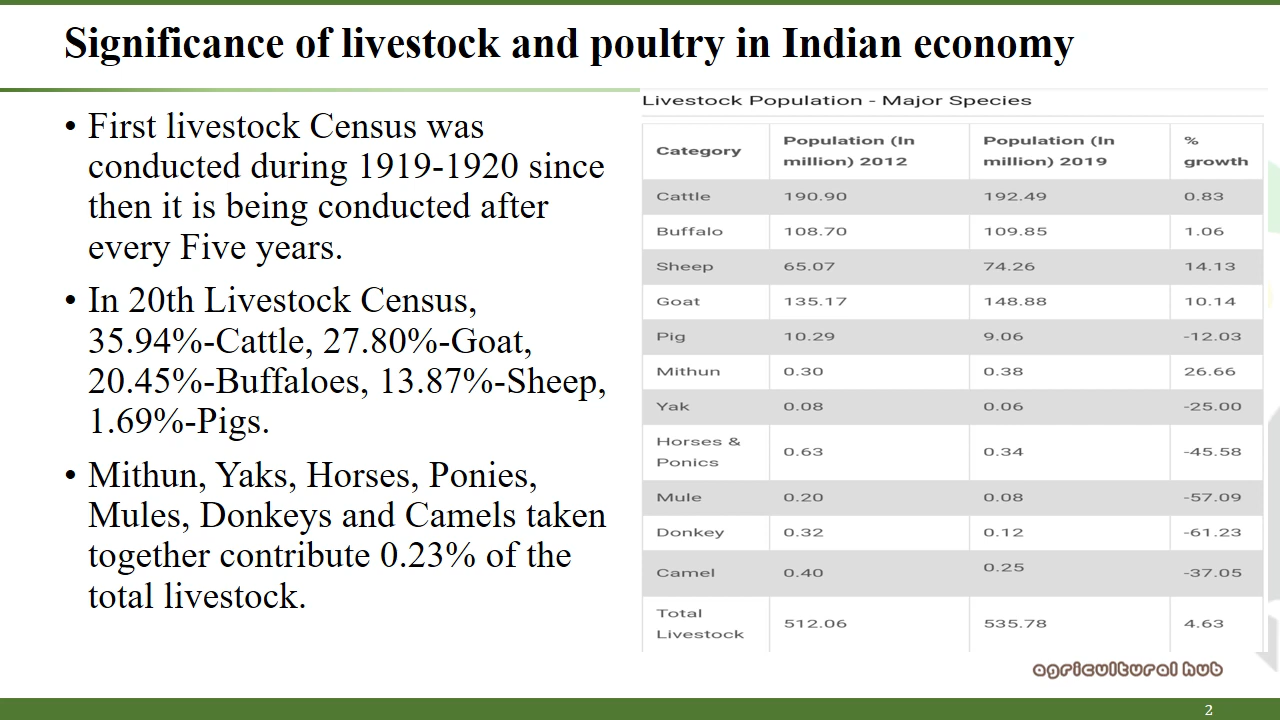 Significance of livestock and poultry in Indian economy
• First livestock Census was
conducted during 1919-1920 since
then it is being conducted after
every Five years.
• In 20th Livestock Census,
35.94%-Cattle, 27.80%-Goat,
20.45%-Buffaloes, 13.87%-Sheep,
1.69%-Pigs.
• Mithun, Yaks, Horses, Ponies,
Mules, Donkeys and Camels taken
together contribute 0.23% of the
total livestock.
Livestock Population - Major Species
Category Population (In million) 2012 Population (In million) 2019 % growth
Cattle 190.90 192.49 0.83
Buffalo 108.70 109.85 1.06
Sheep 65.07 74.26 14.13
Goat 135.17 148.88 10.14
Pig 10.29 9.06 -12.03
Mithun 0.30 0.38 26.66
Yak 0.08 0.06 -25.00
Horses & Ponics 0.63 0.34 -45.58
Mule 0.20 0.08 -57.09
Donkey 0.32 0.12 -61.23
Camel 0.40 0.25 -37.05
Total Livestock 512.06 535.78 4.63
agricultural hub
2